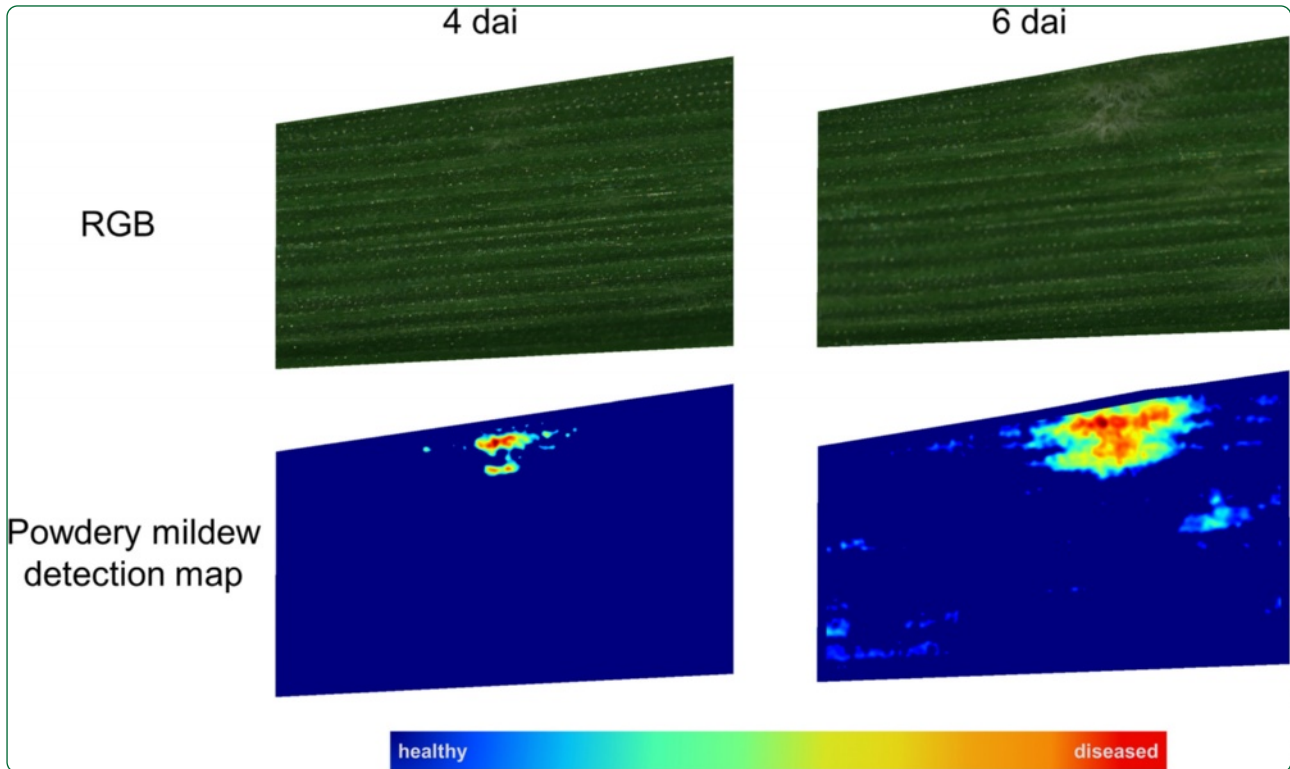 4 dai
6 dai
RGB
Powdery mildew
detection map
healthy
diseased